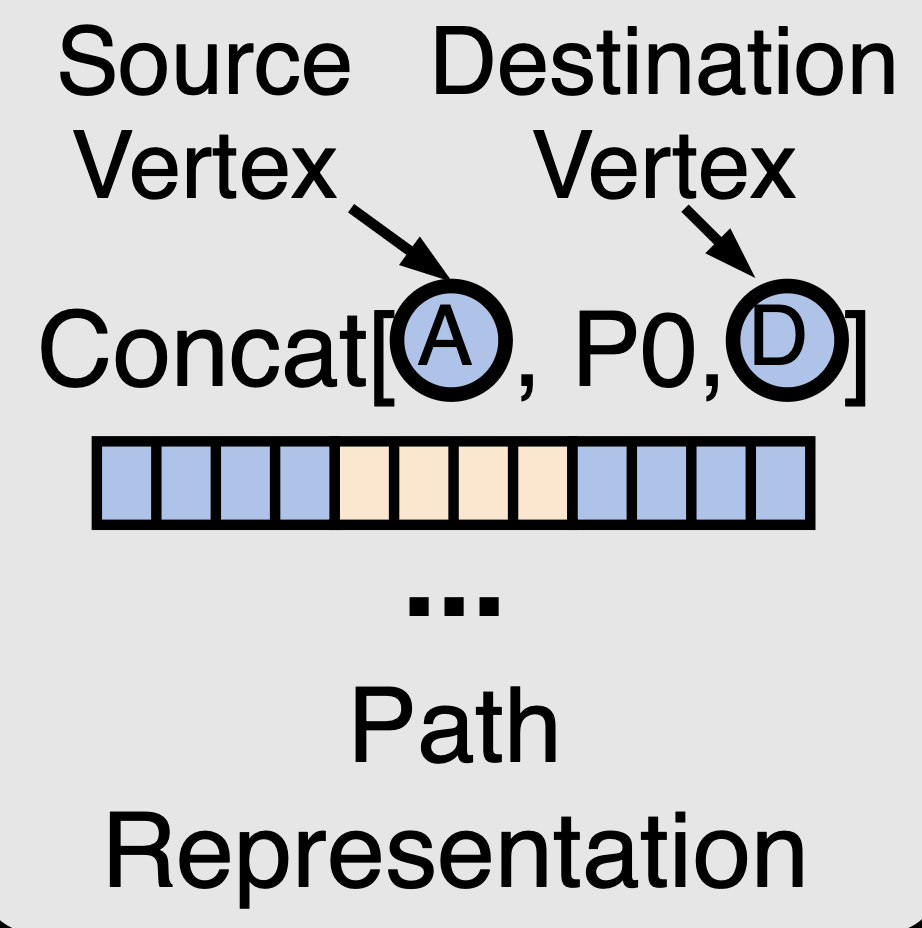 Source Destination
Vertex Vertex
Concat[A, P0,D]
...
Path
Representation